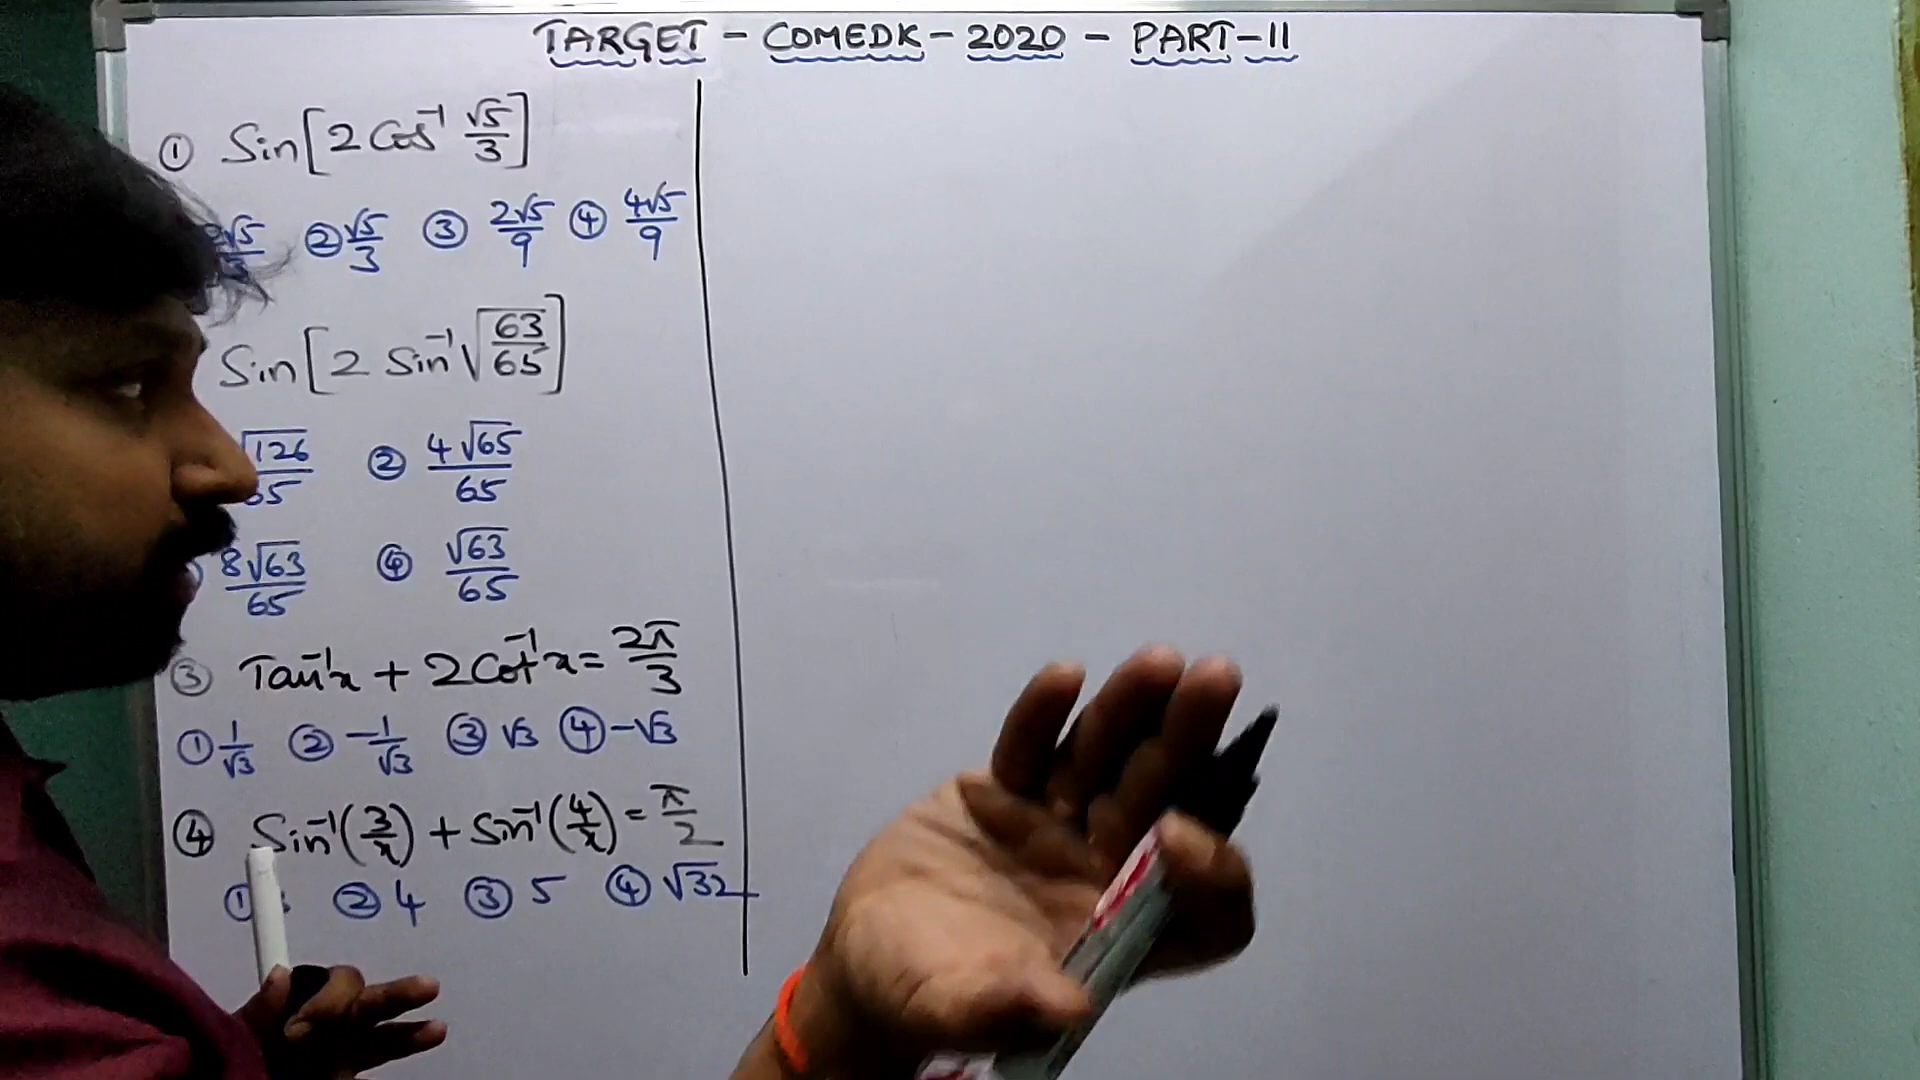 TARGET - COMEDK - 2020 - PART-11
① Sin[2 Cos⁻¹ √5/3]
√5/3 ② √5/3 ③ 2√5/9 ④ 4√5/9
Sin[2 Sin⁻¹ √(63/65)]
√126/65 ② 4√65/65
8√63/65 ④ √63/65
③ Tan⁻¹x + 2Cot⁻¹x = 2π/3
① 1/√3 ② -1/√3 ③ √3 ④ -√3
④ Sin⁻¹(3/x) + Sin⁻¹(4/x) = π/2
① ② 4 ③ 5 ④ √32